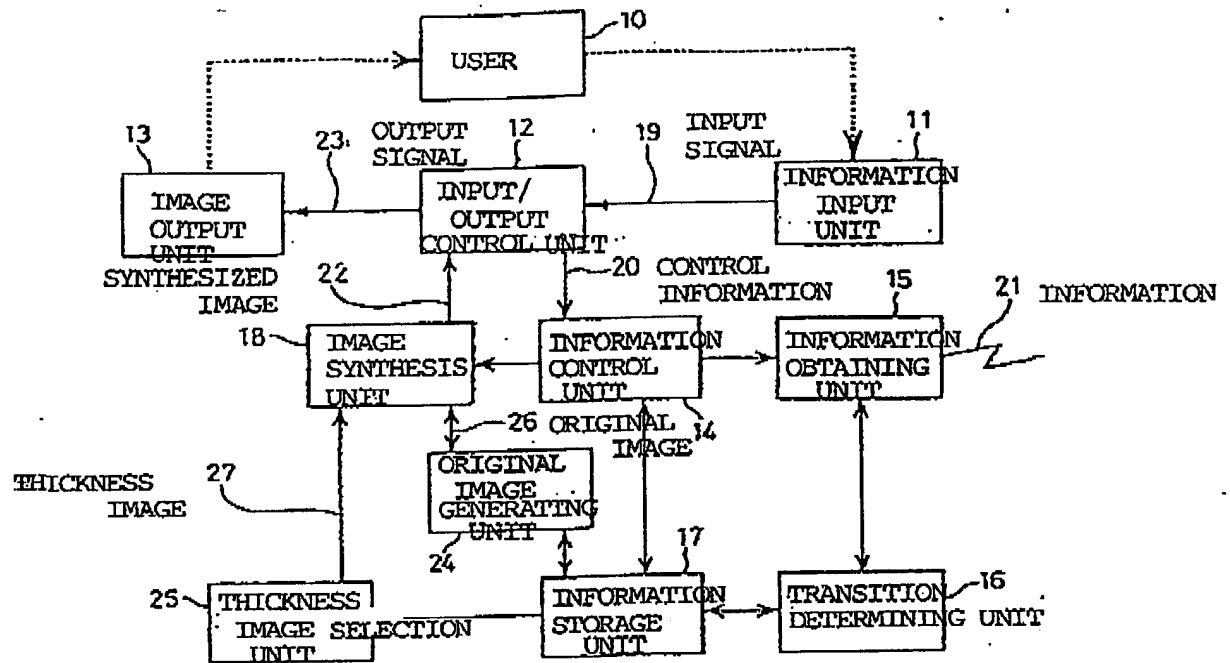 10
USER
13
23
OUTPUT
SIGNAL
12
19
INPUT
SIGNAL
11
IMAGE
OUTPUT
UNIT
INPUT/
OUTPUT
CONTROL UNIT
INFORMATION
INPUT
UNIT
SYNTHESIZED
IMAGE
22
20
CONTROL
INFORMATION
15
21
INFORMATION
18
IMAGE
SYNTHESIS
UNIT
INFORMATION
CONTROL
UNIT
INFORMATION
OBTAINING
UNIT
26
ORIGINAL
IMAGE
14
THICKNESS
IMAGE
27
ORIGINAL
IMAGE
GENERATING
UNIT
24
17
16
25
THICKNESS
IMAGE SELECTION
UNIT
INFORMATION
STORAGE
UNIT
TRANSITION
DETERMINING UNIT